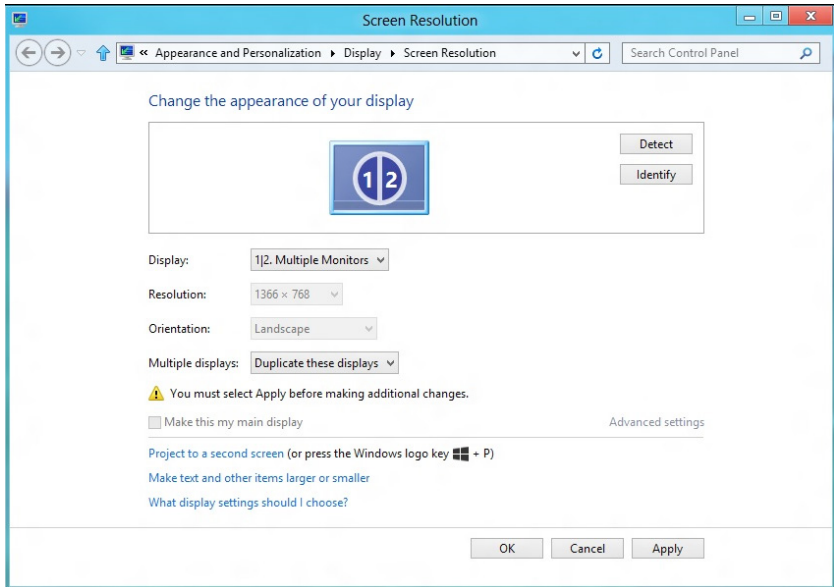 Screen Resolution
« Appearance and Personalization ▸ Display ▸ Screen Resolution
Search Control Panel
Change the appearance of your display
1|2
Detect
Identify
Display: 1|2. Multiple Monitors
Resolution: 1366 × 768
Orientation: Landscape
Multiple displays: Duplicate these displays
You must select Apply before making additional changes.
Make this my main display Advanced settings
Project to a second screen (or press the Windows logo key + P)
Make text and other items larger or smaller
What display settings should I choose?
OK Cancel Apply